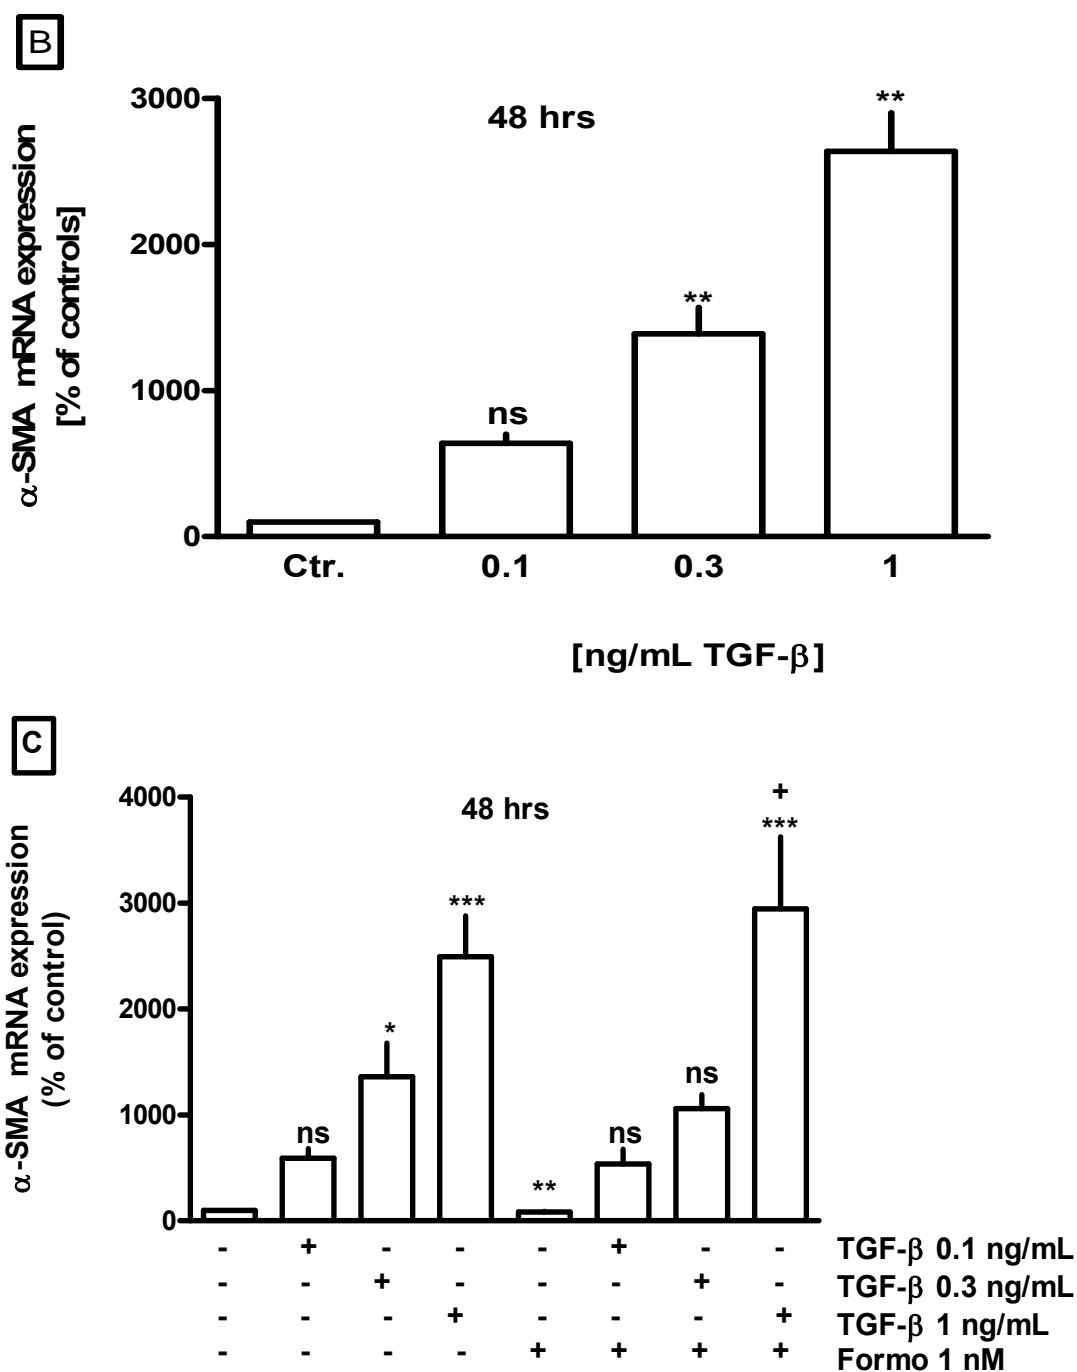 B
48 hrs
α-SMA mRNA expression
[% of controls]
3000
2000
1000
0
ns
**
**
Ctr. 0.1 0.3 1
[ng/mL TGF-β]
C
48 hrs
α-SMA mRNA expression
(% of control)
4000
3000
2000
1000
0
ns
*
***
**
ns
ns
+
***
- + - - - + - - TGF-β 0.1 ng/mL
- - + - - - + - TGF-β 0.3 ng/mL
- - - + - - - + TGF-β 1 ng/mL
- - - - + + + + Formo 1 nM